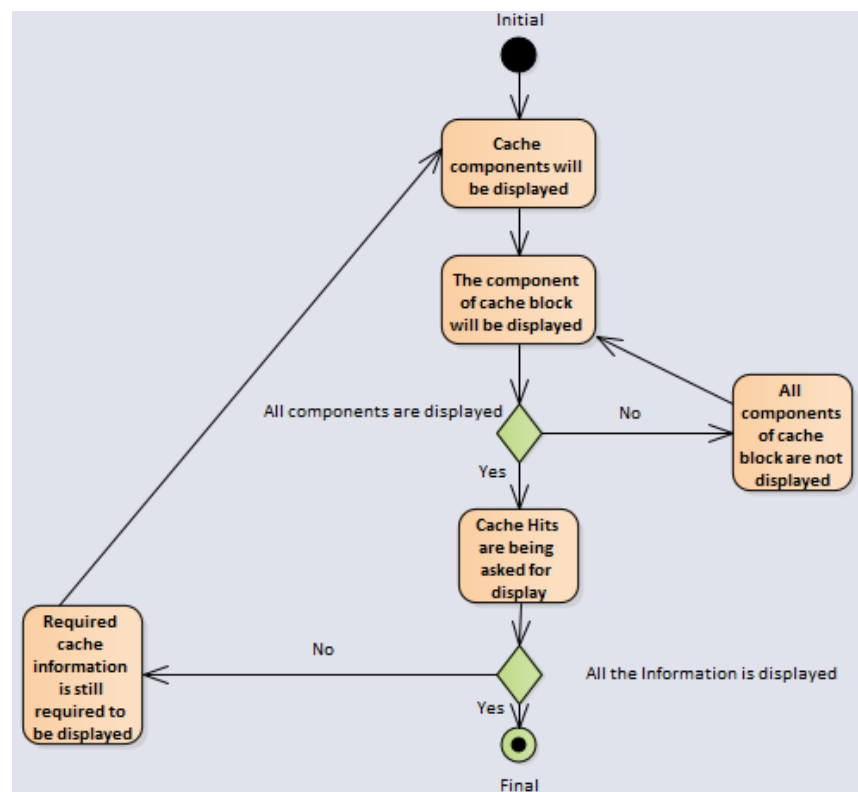 Initial
Cache
components will
be displayed
The component
of cache block
will be displayed
All components are displayed
No
All
components
of cache
block are not
displayed
Yes
Cache Hits
are being
asked for
display
Required
cache
information
is still
required to
be displayed
No
All the Information is displayed
Yes
Final